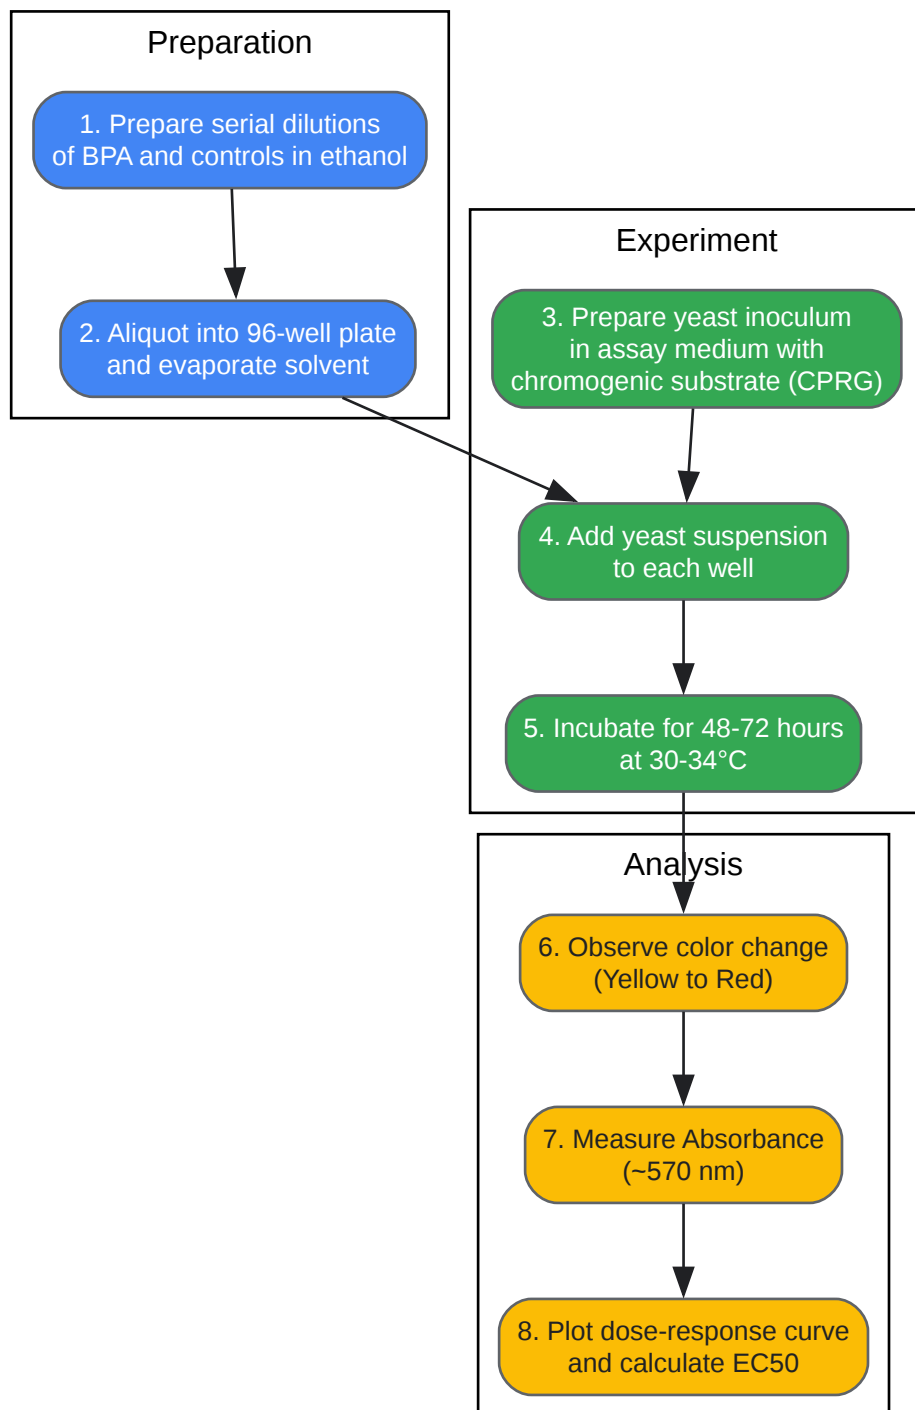 Preparation
1. Prepare serial dilutions
of BPA and controls in ethanol
2. Aliquot into 96-well plate
and evaporate solvent
Experiment
3. Prepare yeast inoculum
in assay medium with
chromogenic substrate (CPRG)
4. Add yeast suspension
to each well
5. Incubate for 48-72 hours
at 30-34°C
Analysis
6. Observe color change
(Yellow to Red)
7. Measure Absorbance
(~570 nm)
8. Plot dose-response curve
and calculate EC50